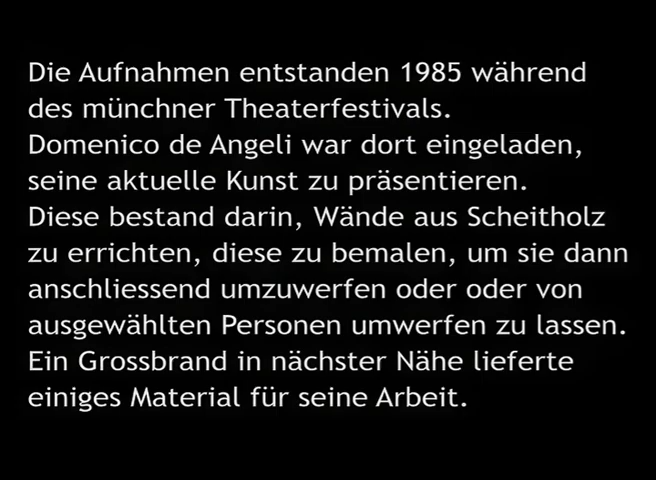 Die Aufnahmen entstanden 1985 während
des münchner Theaterfestivals.
Domenico de Angeli war dort eingeladen,
seine aktuelle Kunst zu präsentieren.
Diese bestand darin, Wände aus Scheitholz
zu errichten, diese zu bemalen, um sie dann
anschliessend umzuwerfen oder oder von
ausgewählten Personen umwerfen zu lassen.
Ein Grossbrand in nächster Nähe lieferte
einiges Material für seine Arbeit.